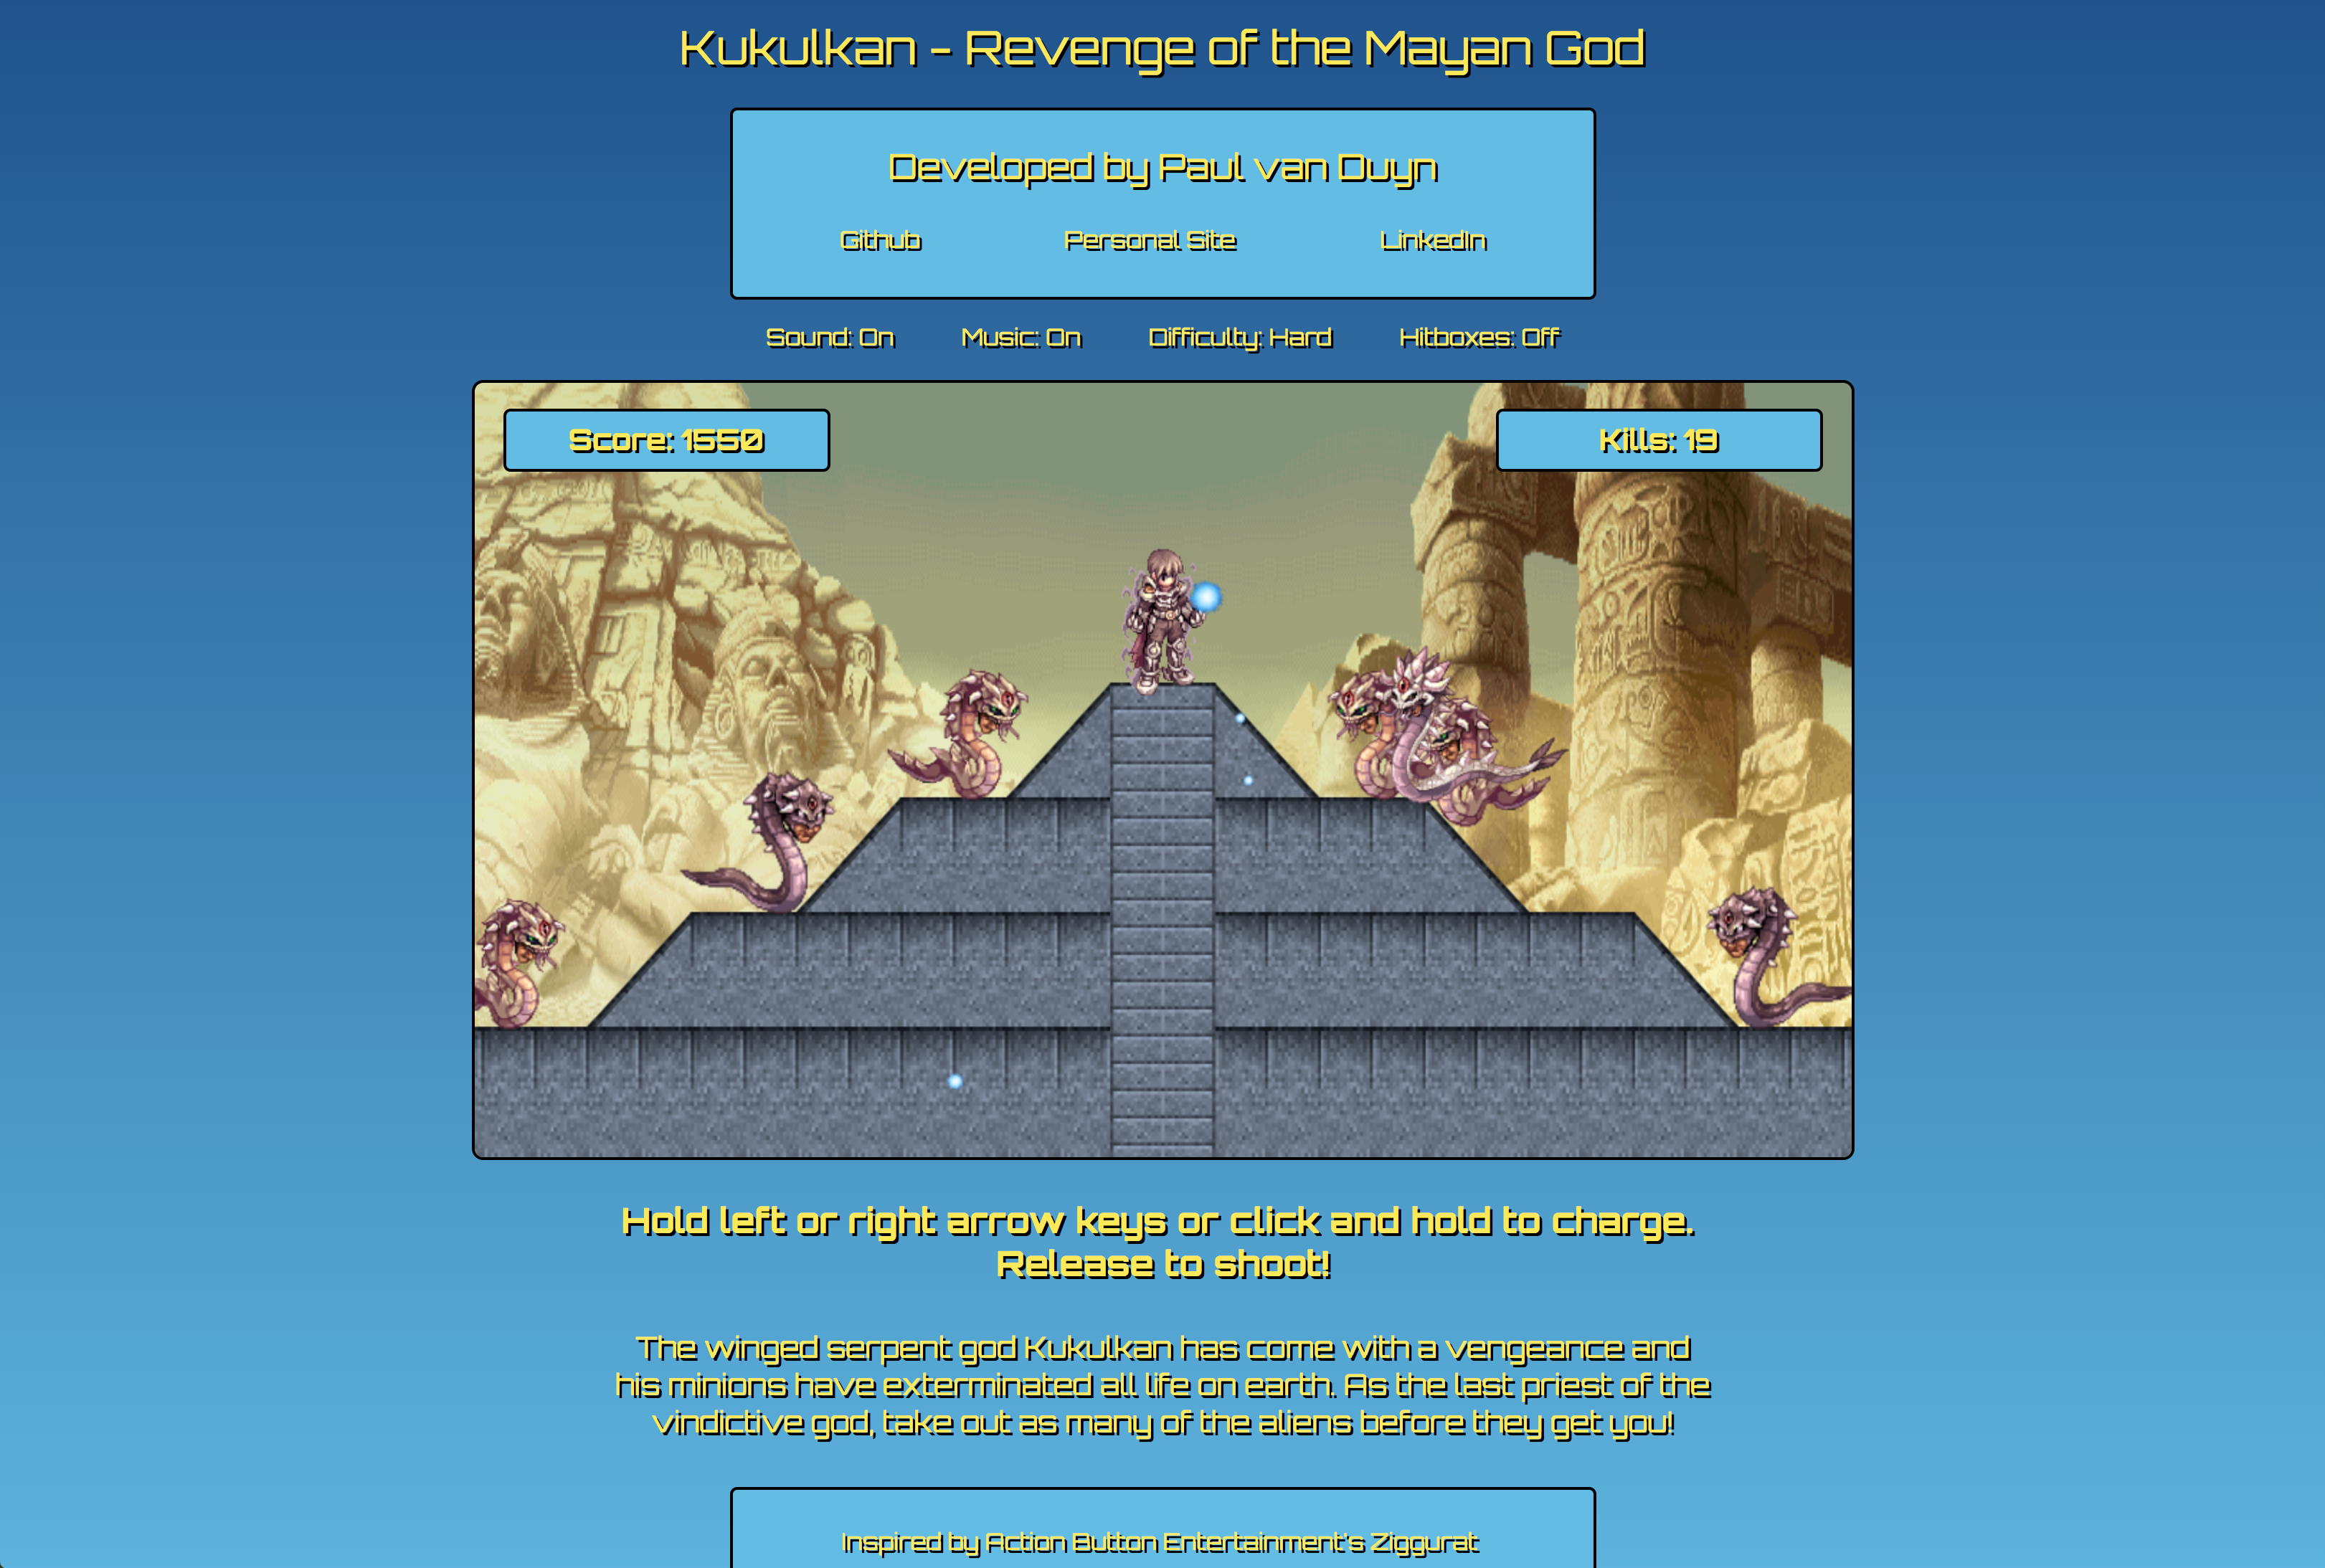 Kukulkan - Revenge of the Mayan God
Developed by Paul van Duyn
Github Personal Site LinkedIn
Sound: On Music: On Difficulty: Hard Hitboxes: Off
Score: 1550 Kills: 19
Hold left or right arrow keys or click and hold to charge.
Release to shoot!
The winged serpent god Kukulkan has come with a vengeance and
his minions have exterminated all life on earth. As the last priest of the
vindictive god, take out as many of the aliens before they get you!
Inspired by Action Button Entertainment's Ziggurat